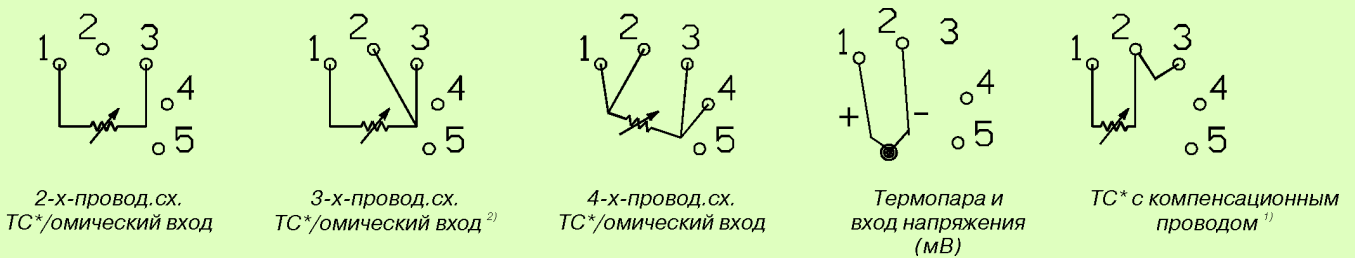 1 2 3 4 5
1 2 3 4 5
1 2 3 4 5
1 2 3 4 5 + -
1 2 3 4 5
2-х-провод.сх.
ТС*/омический вход
3-х-провод.сх.
ТС*/омический вход 2)
4-х-провод.сх.
ТС*/омический вход
Термопара и
вход напряжения
(мВ)
ТС* с компенсационным
проводом 1)